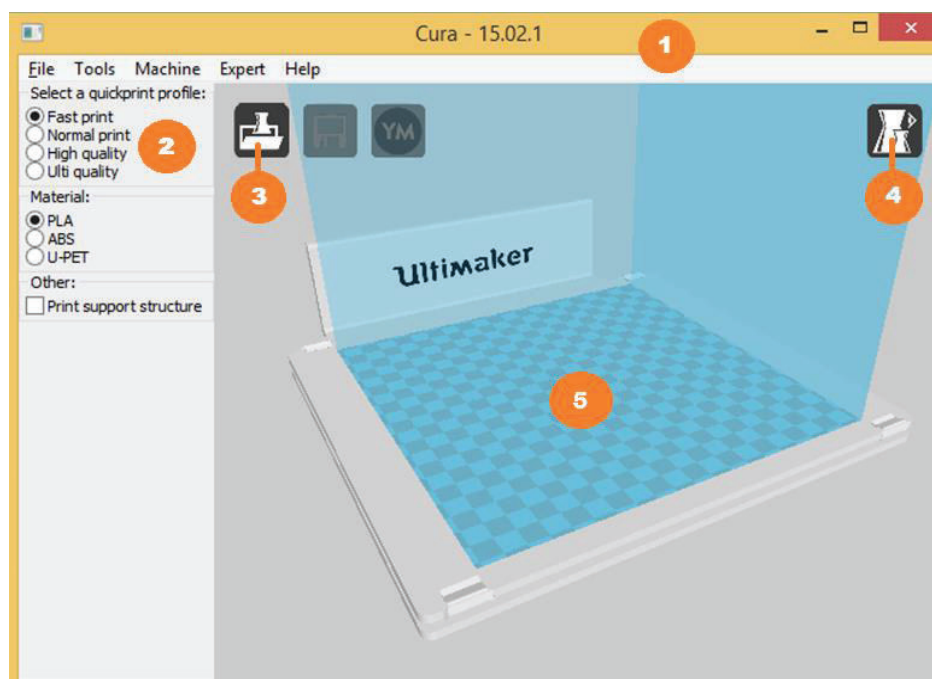 Cura - 15.02.1
1
File Tools Machine Expert Help
Select a quickprint profile:
Fast print
Normal print
High quality
Ulti quality
2
YM
3
4
Material:
PLA
ABS
U-PET
Other:
Print support structure
Ultimaker
5